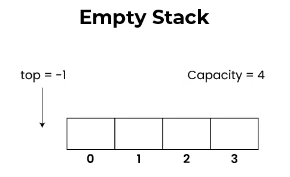 Empty Stack
top = -1 Capacity = 4
0 1 2 3